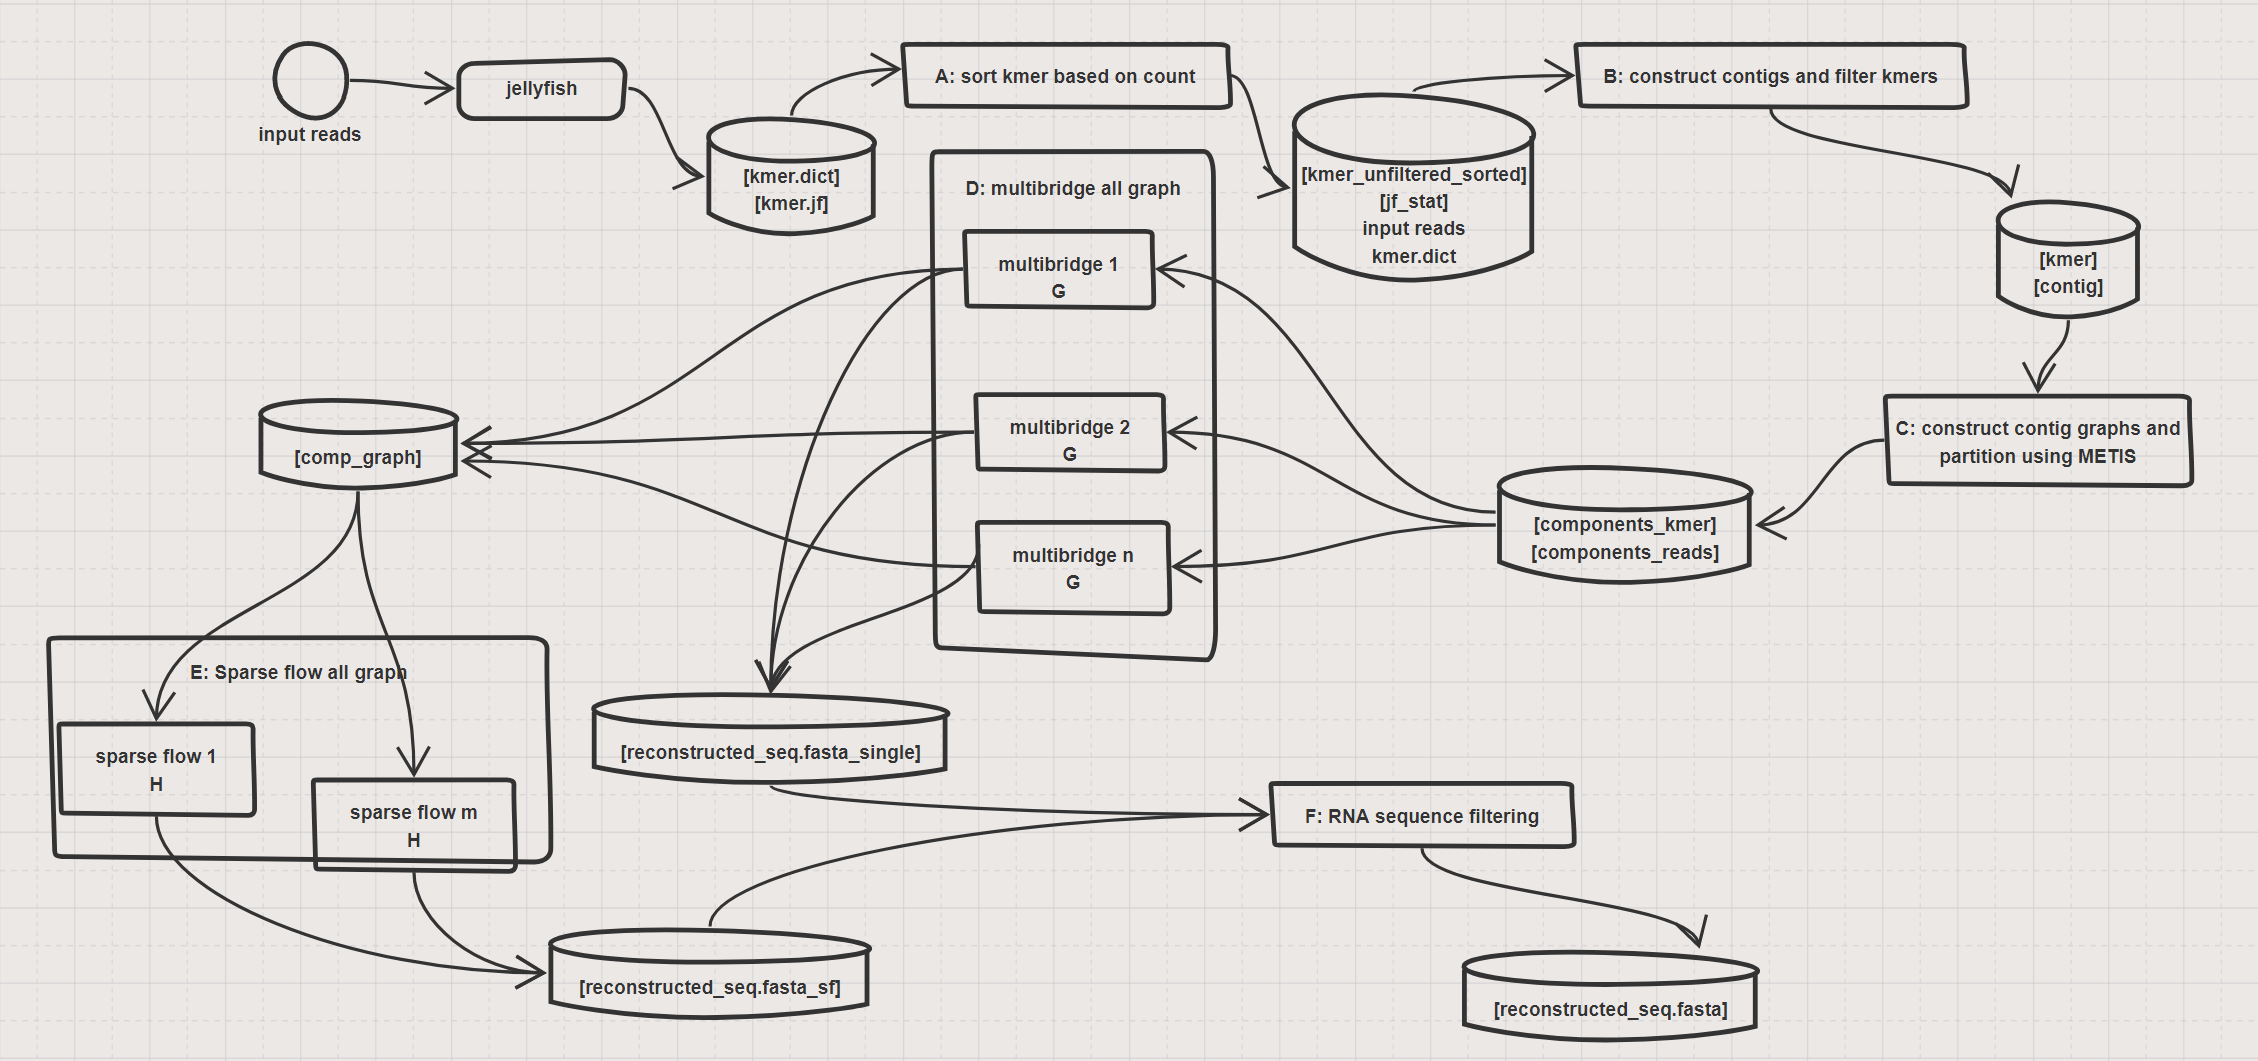 input reads
jellyfish
[kmer.dict]
[kmer.jf]
A: sort kmer based on count
[kmer_unfiltered_sorted]
[jf_stat]
input reads
kmer.dict
B: construct contigs and filter kmers
[kmer]
[contig]
C: construct contig graphs and
partition using METIS
[components_kmer]
[components_reads]
D: multibridge all graph
multibridge 1
G
multibridge 2
G
multibridge n
G
[comp_graph]
E: Sparse flow all graph
sparse flow 1
H
sparse flow m
H
[reconstructed_seq.fasta_single]
[reconstructed_seq.fasta_sf]
F: RNA sequence filtering
[reconstructed_seq.fasta]